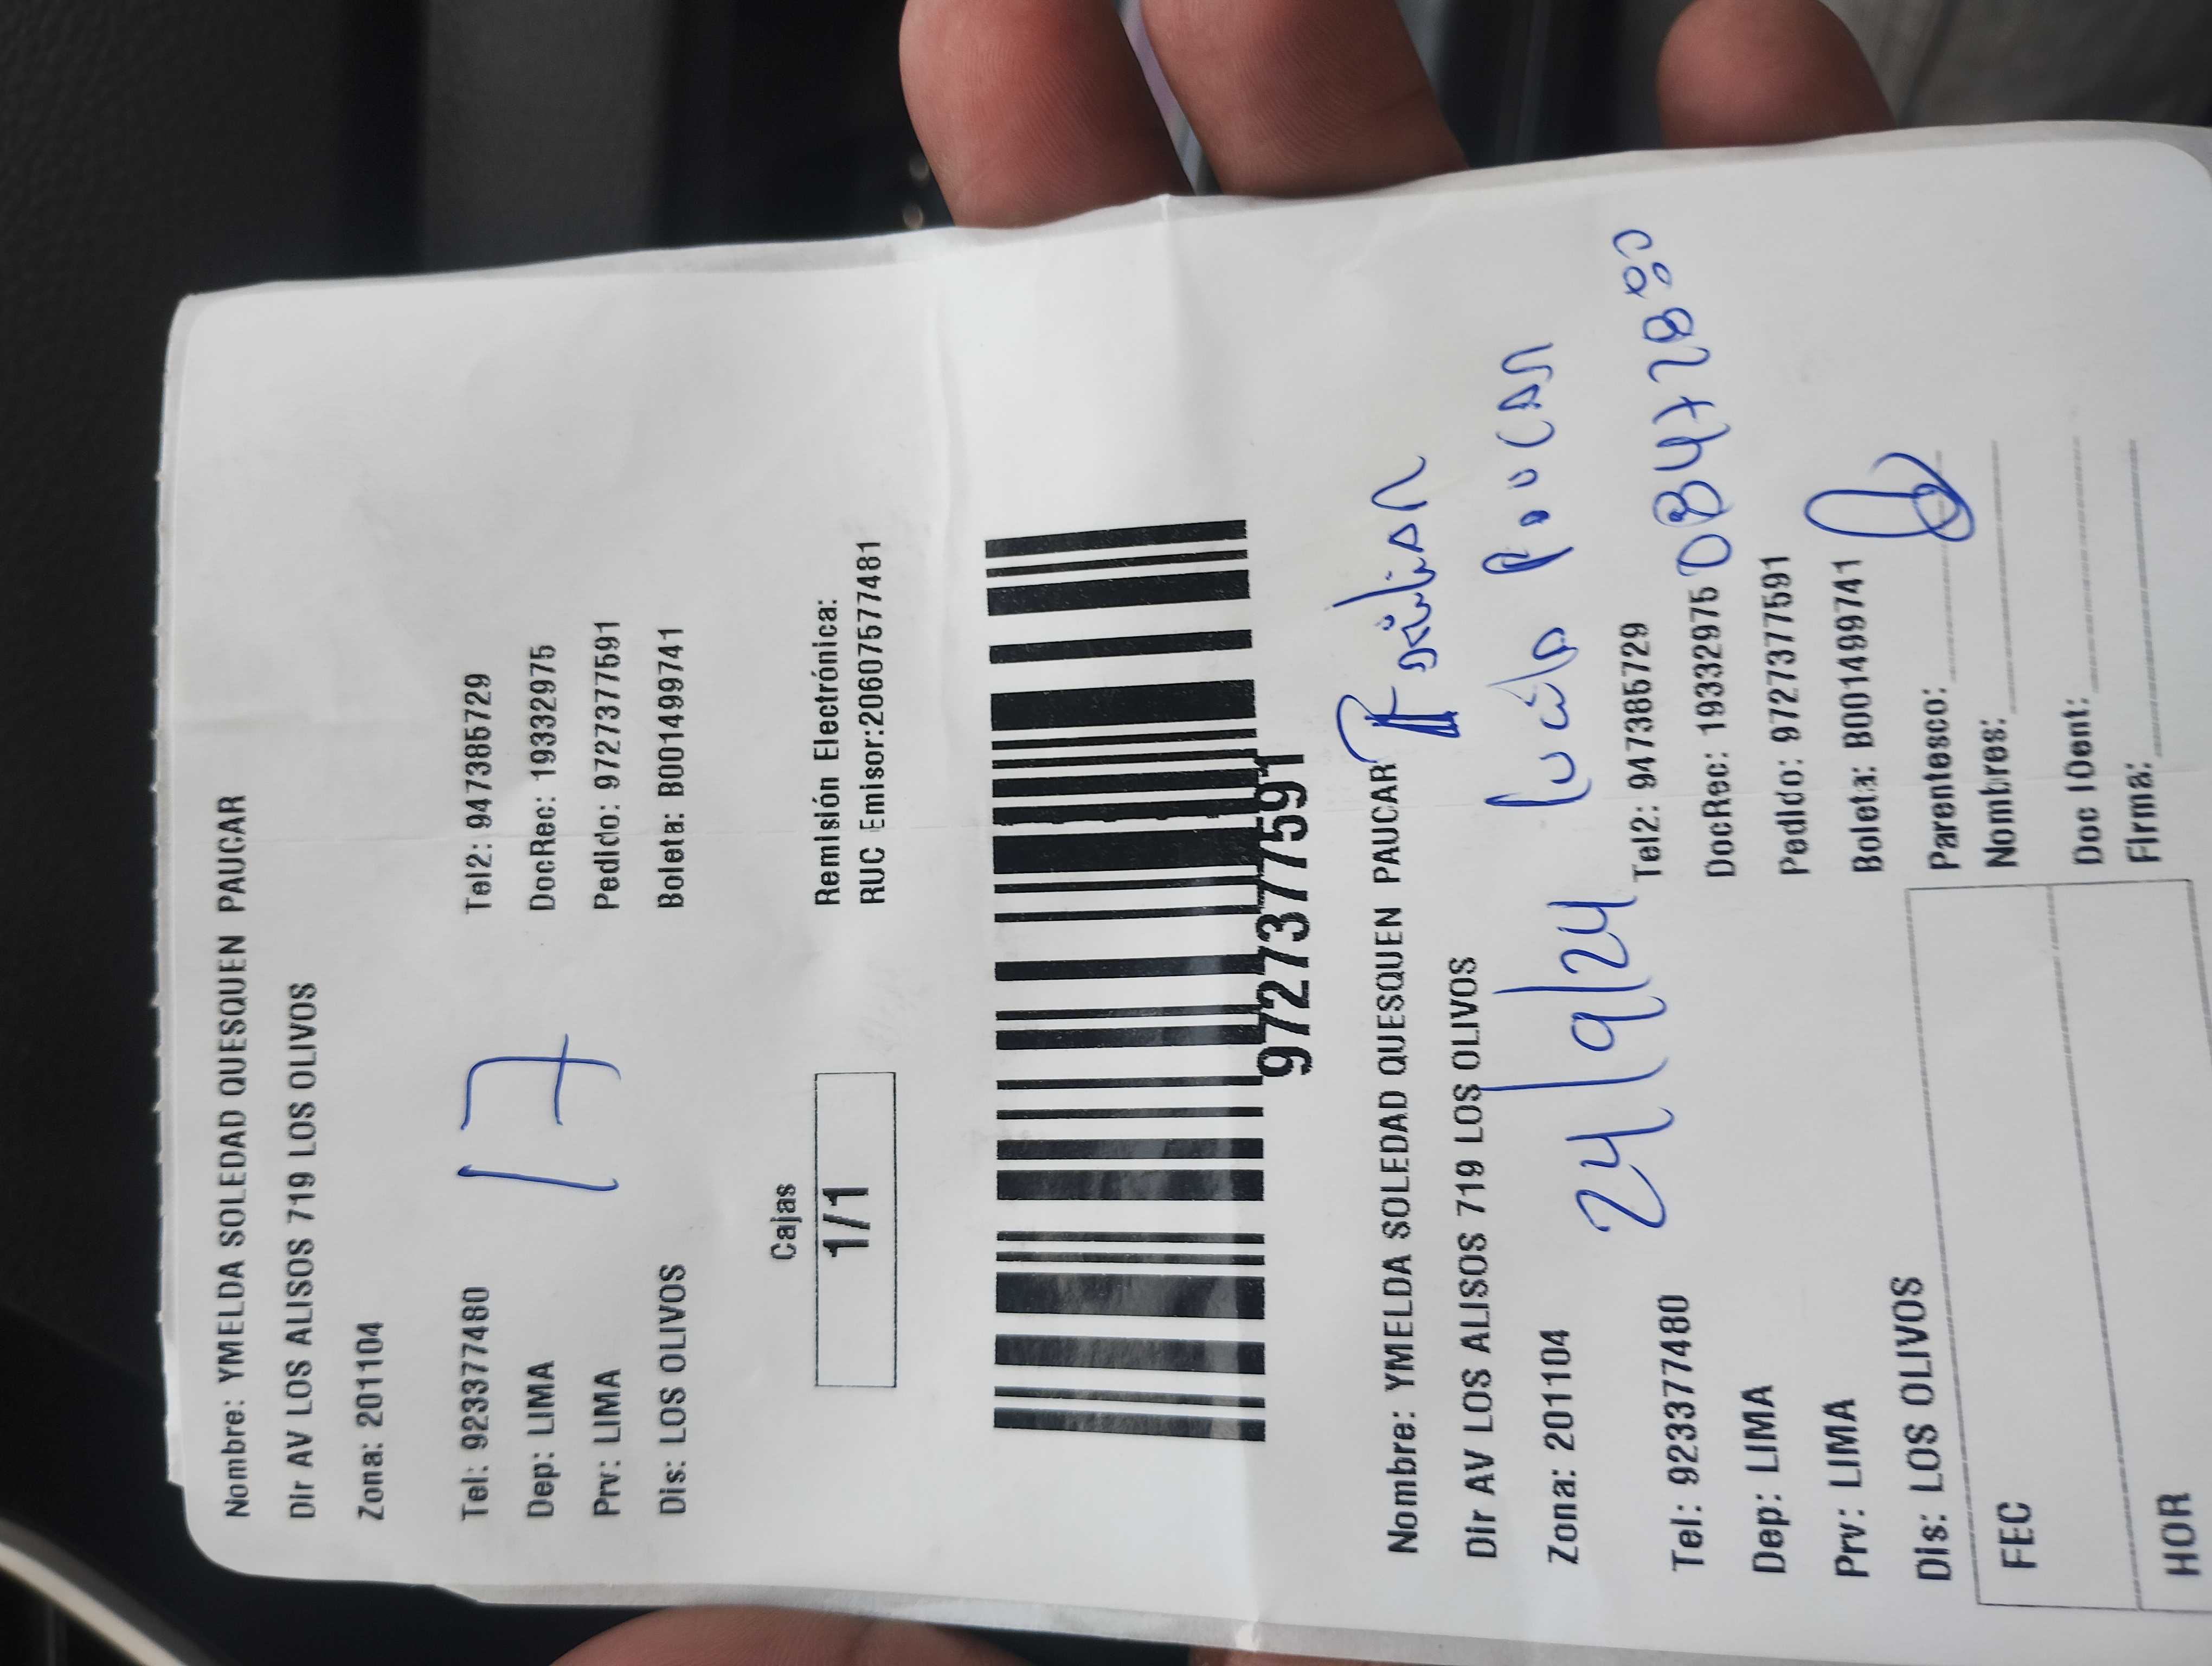 Nombre: YMELDA SOLEDAD QUESQUEN PAUCAR
Dir AV LOS ALISOS 719 LOS OLIVOS
Zona: 201104
Tel: 923377480 Tel2: 947385729
17
Dep: LIMA DocRec: 19332975
Prv: LIMA Pedido: 9727377591
Dis: LOS OLIVOS Boleta: B001499741
Cajas
1/1
Remisión Electrónica:
RUC Emisor:20607577481
9727377591
Nombre: YMELDA SOLEDAD QUESQUEN PAUCAR
Dir AV LOS ALISOS 719 LOS OLIVOS
Lucila Paucar
Zona: 201104
24/9/24
Tel: 923377480 Tel2: 947385729
Dep: LIMA DocRec: 19332975
Prv: LIMA Pedido: 9727377591
Dis: LOS OLIVOS Boleta: B001499741
FEC
HOR
Parentesco:
Nombres:
Doc IDent:
Firma: